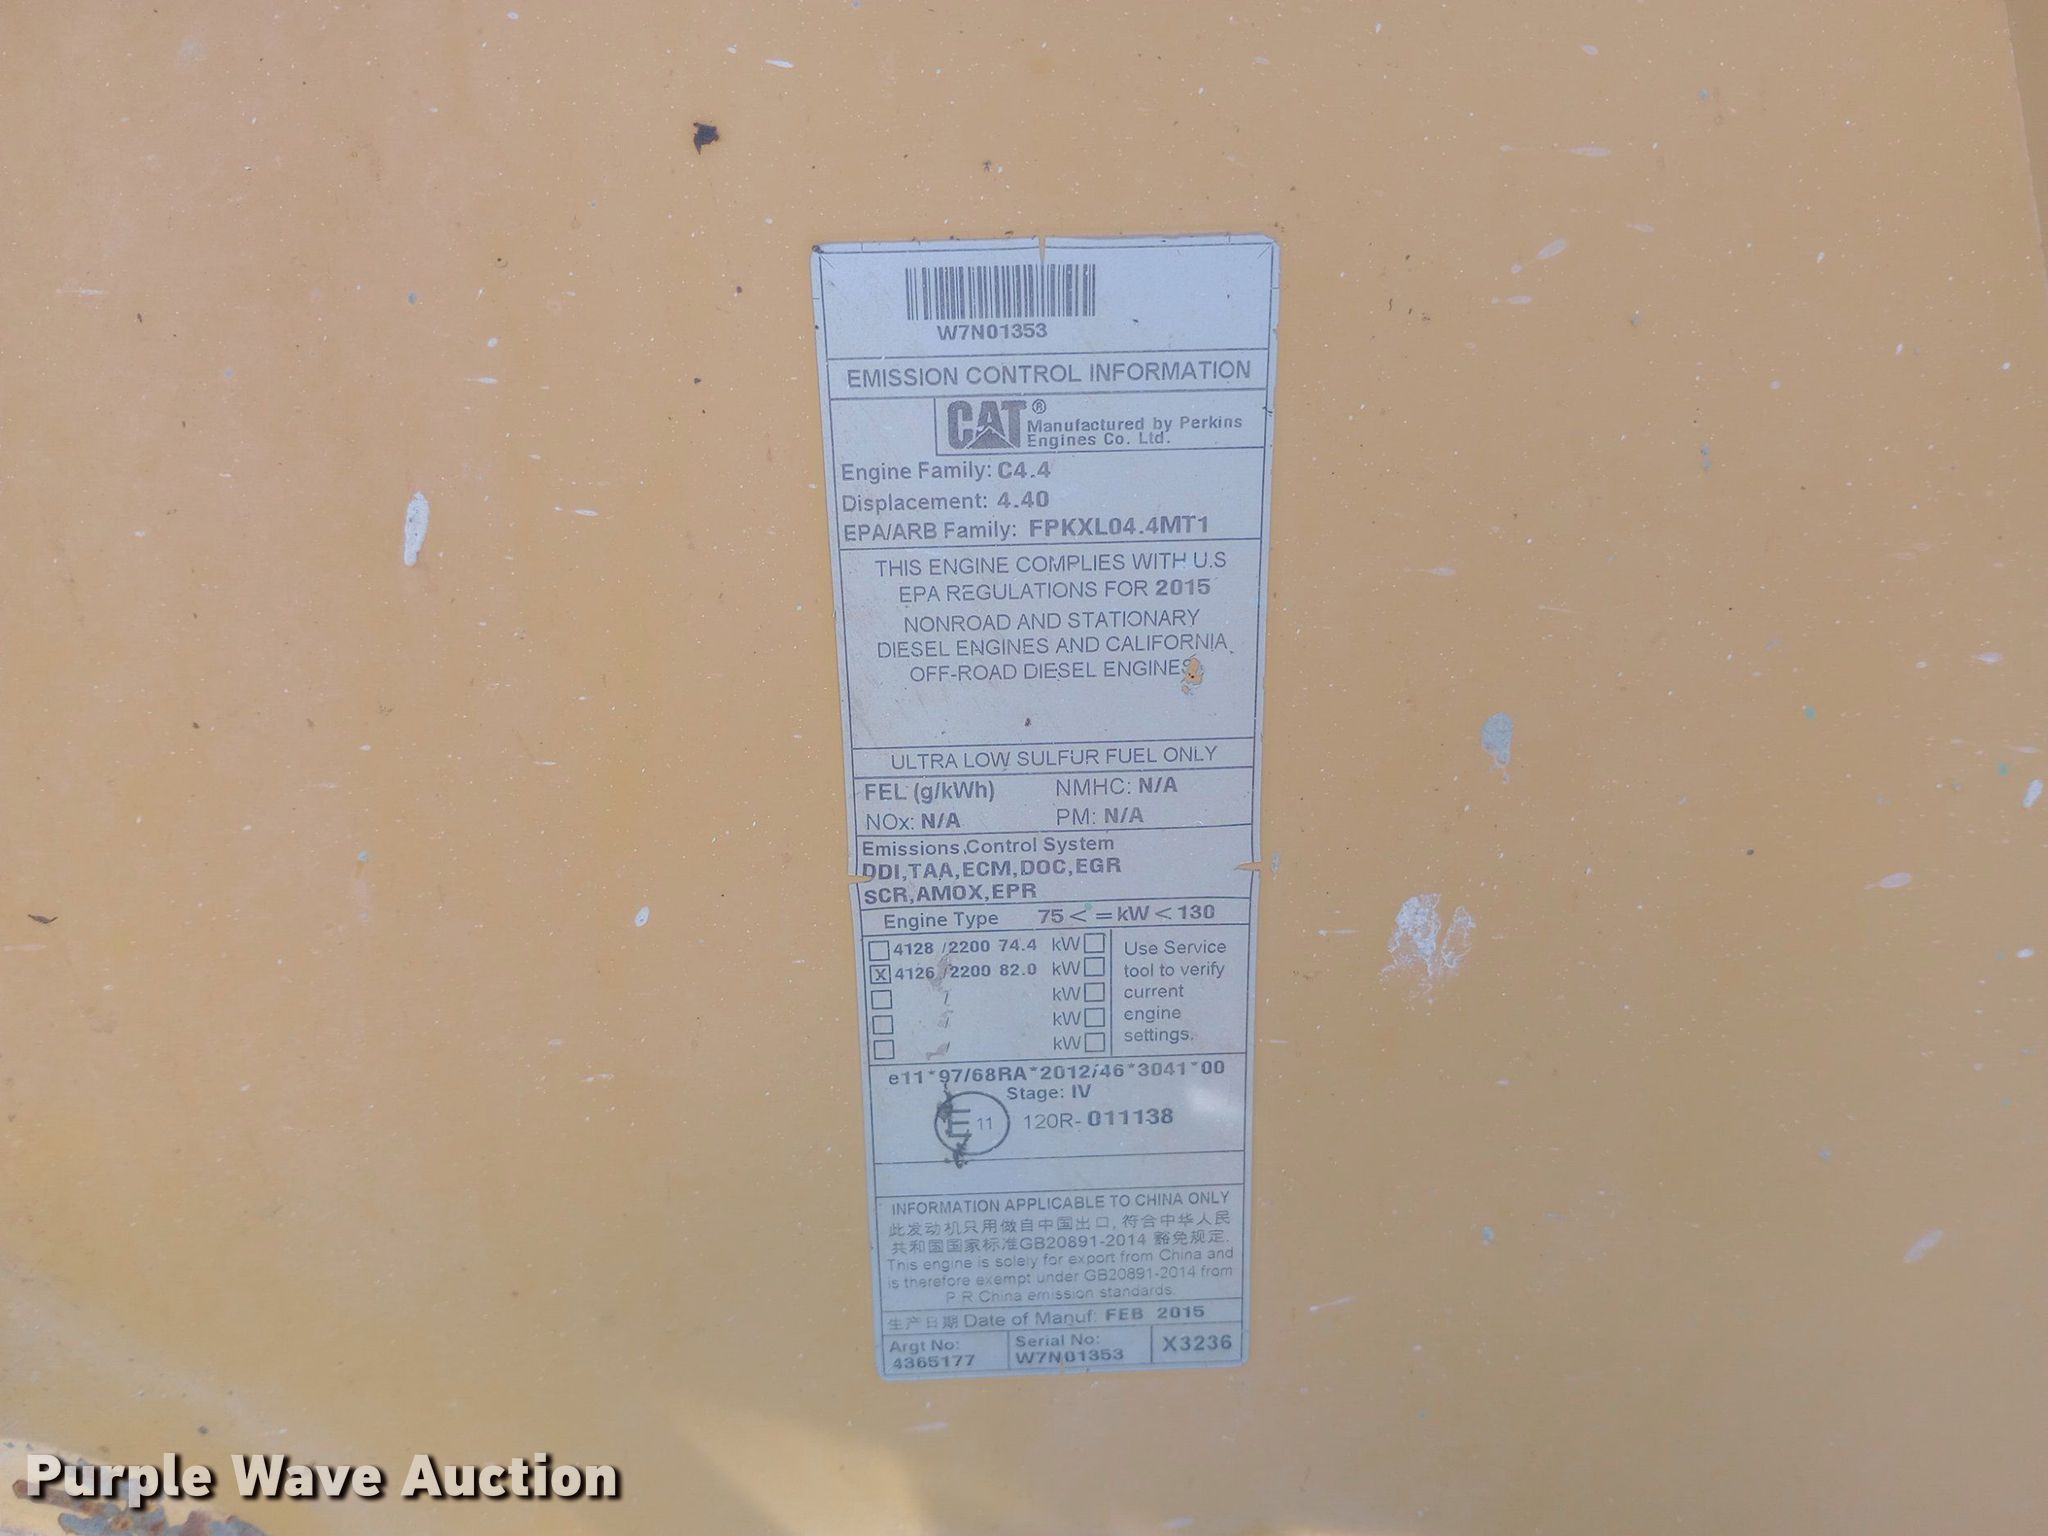 W7N01353
EMISSION CONTROL INFORMATION
CAT® Manufactured by Perkins
Engines Co. Ltd.
Engine Family: C4.4
Displacement: 4.40
EPA/ARB Family: FPKXL04.4MT1
THIS ENGINE COMPLIES WITH U.S
EPA REGULATIONS FOR 2015
NONROAD AND STATIONARY
DIESEL ENGINES AND CALIFORNIA
OFF-ROAD DIESEL ENGINES
ULTRA LOW SULFUR FUEL ONLY
FEL (g/kWh) NMHC: N/A
NOx: N/A PM: N/A
Emissions Control System
DDI,TAA,ECM,DOC,EGR
SCR,AMOX,EPR
Engine Type 75 < = kW < 130
4128 /2200 74.4 kW
X 4126 /2200 82.0 kW
/ kW
/ kW
/ kW
Use Service
tool to verify
current
engine
settings.
e11*97/68RA*2012/46*3041*00
Stage: IV
E 11 120R- 011138
INFORMATION APPLICABLE TO CHINA ONLY
此发动机只用做自中国出口, 符合中华人民
共和国国家标准GB20891-2014 豁免规定.
This engine is solely for export from China and
is therefore exempt under GB20891-2014 from
P R China emission standards.
生产日期 Date of Manuf: FEB 2015
Argt No:
4365177
Serial No:
W7N01353
X3236
Purple Wave Auction